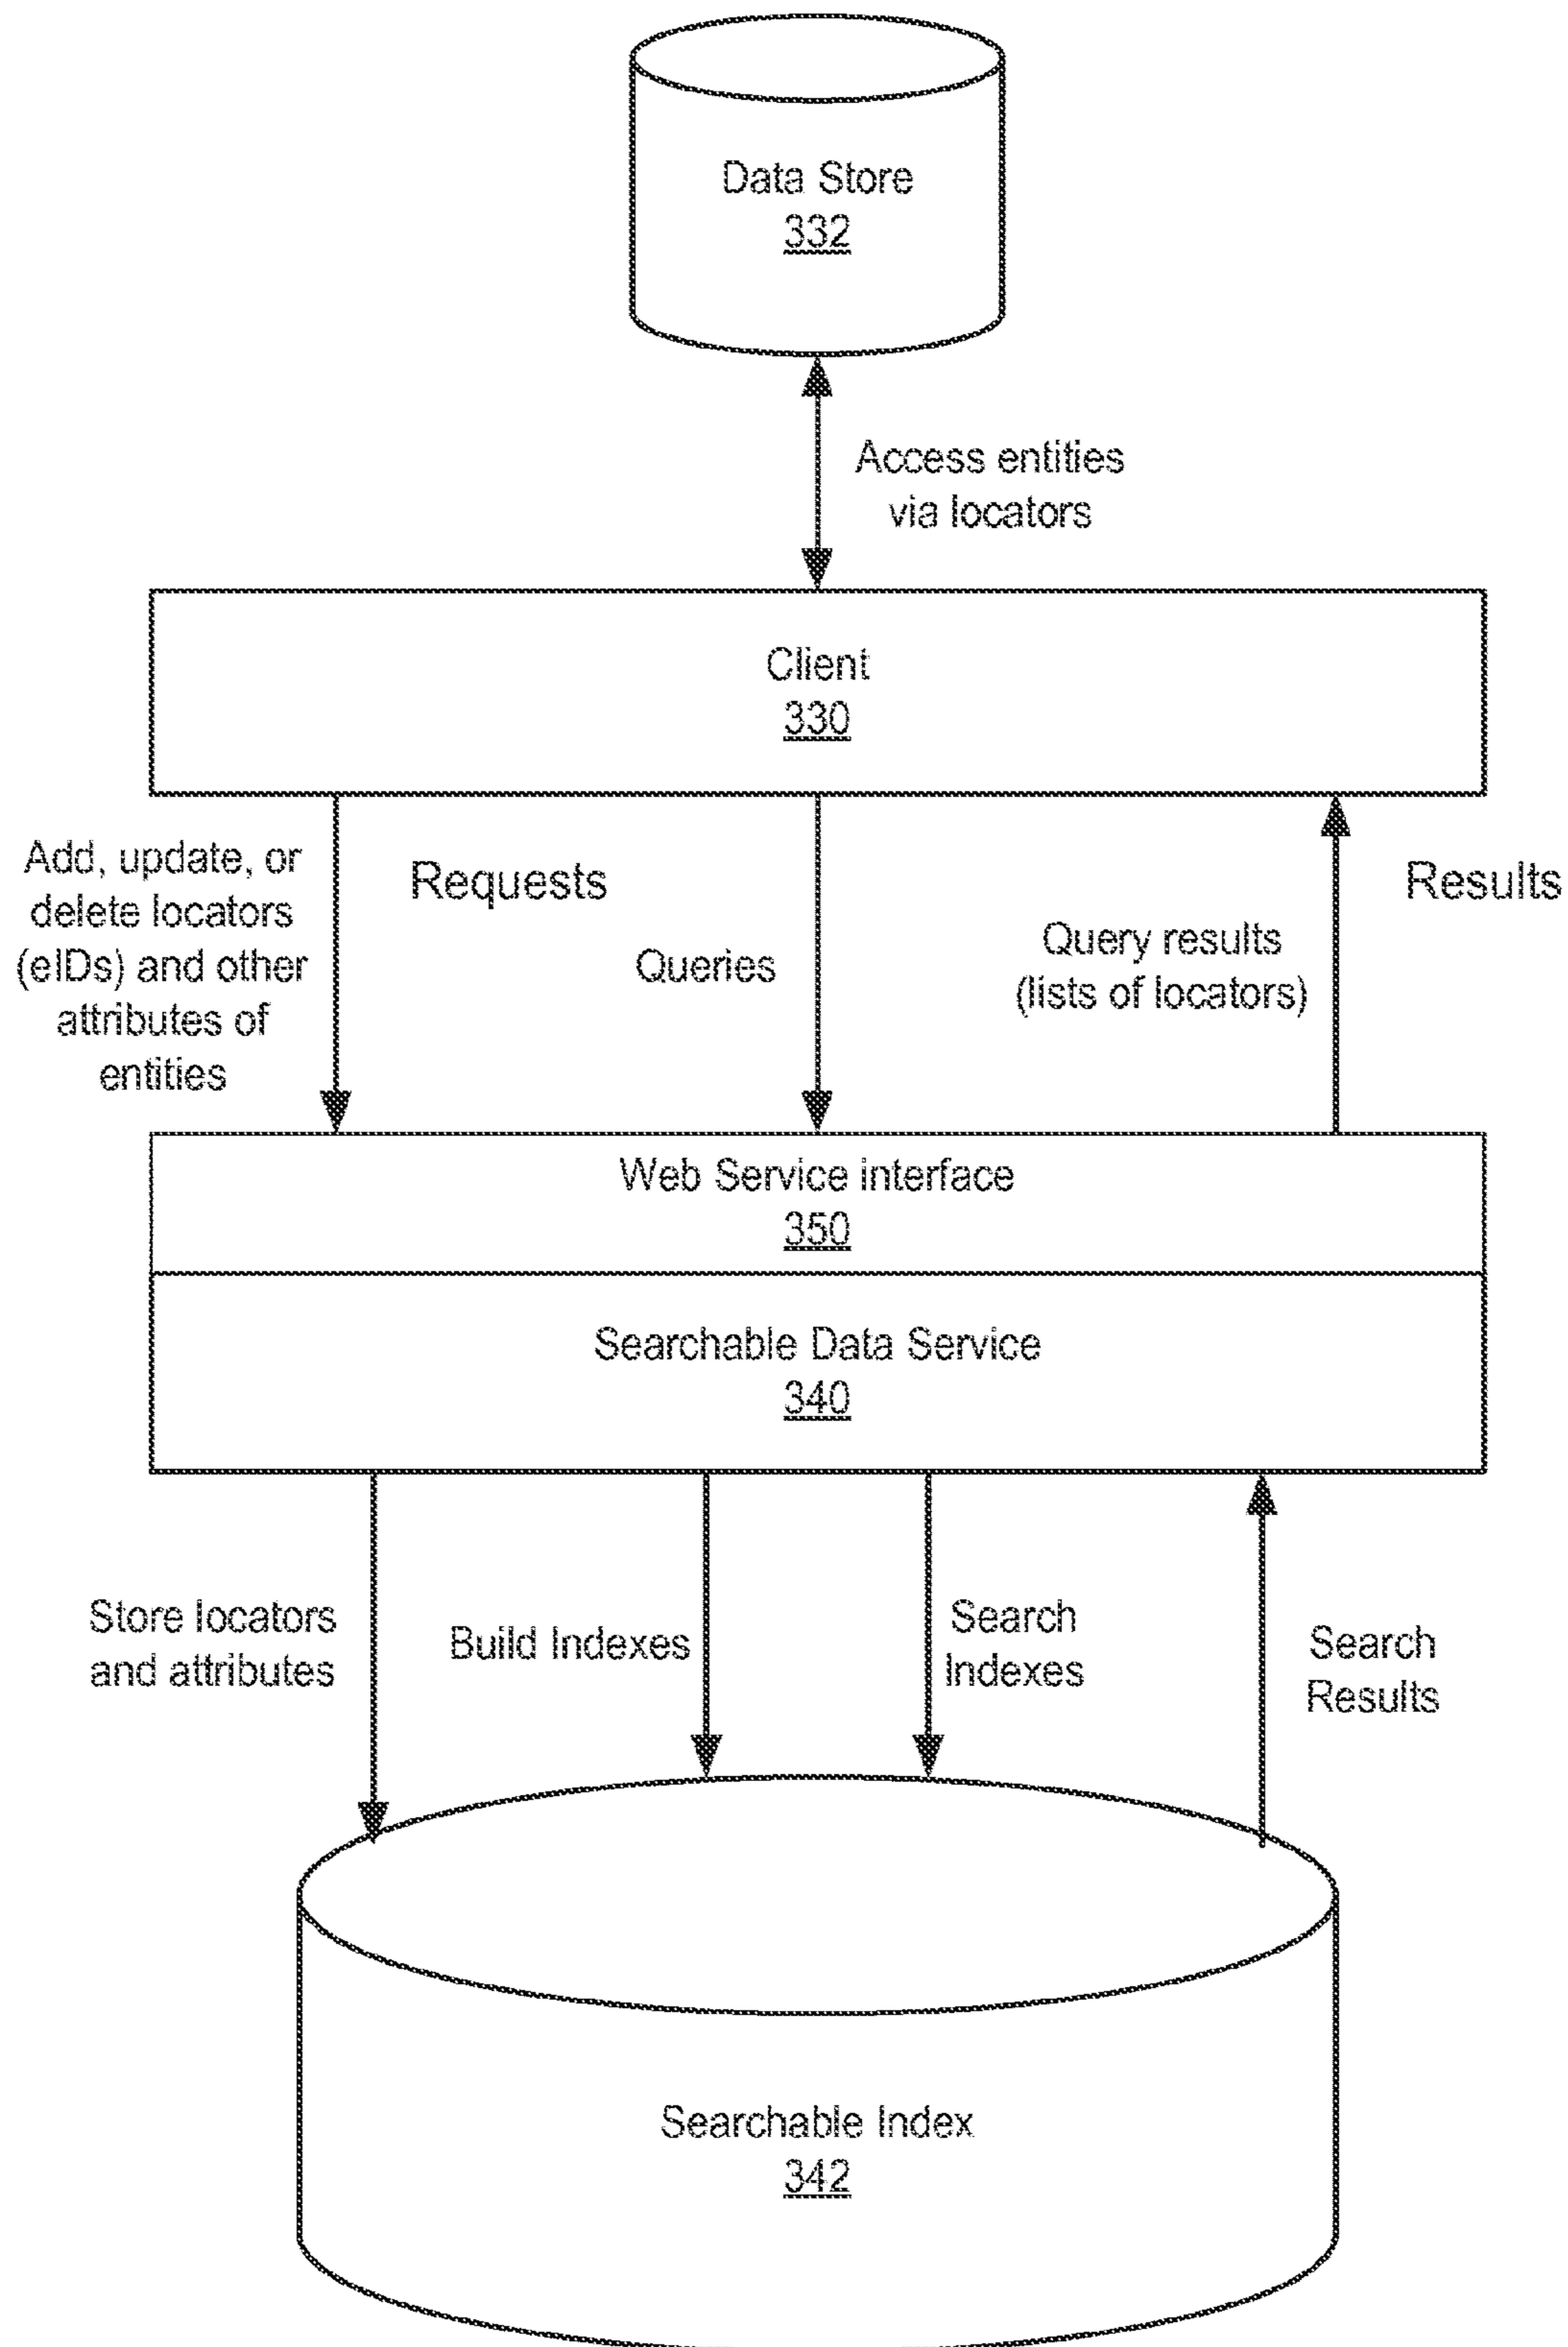 Data Store
332
Access entities
via locators
Client
330
Add, update, or
delete locators
(eIDs) and other
attributes of
entities
Requests
Queries
Query results
(lists of locators)
Results
Web Service interface
350
Searchable Data Service
340
Store locators
and attributes
Build Indexes
Search
Indexes
Search
Results
Searchable Index
342